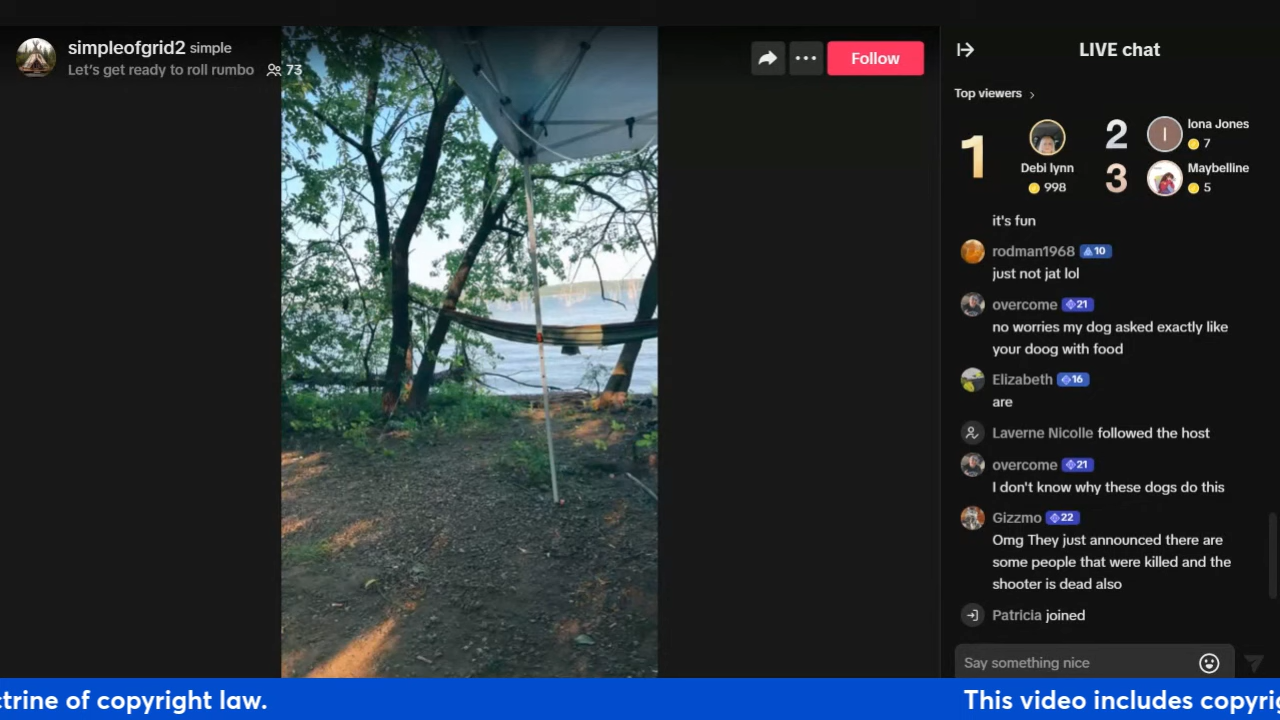 simpleofgrid2 simple
Let's get ready to roll rumbo 73
Follow
LIVE chat
Top viewers
1
Debi lynn
998
2
I
Iona Jones
7
3
Maybelline
5
it's fun
rodman1968 10
just not jat lol
overcome 21
no worries my dog asked exactly like
your doog with food
Elizabeth 16
are
Laverne Nicolle followed the host
overcome 21
I don't know why these dogs do this
Gizzmo 22
Omg They just announced there are
some people that were killed and the
shooter is dead also
Patricia joined
Say something nice
ctrine of copyright law.
This video includes copyrig